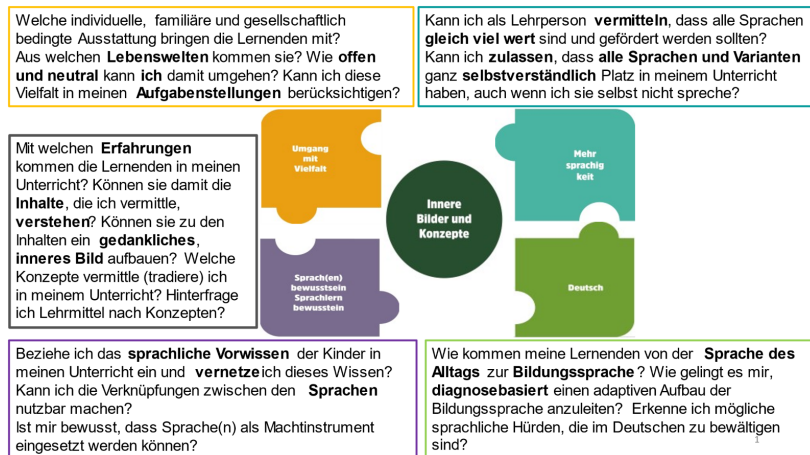 Welche individuelle, familiäre und gesellschaftlich
bedingte Ausstattung bringen die Lernenden mit?
Aus welchen Lebenswelten kommen sie? Wie offen
und neutral kann ich damit umgehen? Kann ich diese
Vielfalt in meinen Aufgabenstellungen berücksichtigen?
Kann ich als Lehrperson vermitteln, dass alle Sprachen
gleich viel wert sind und gefördert werden sollten?
Kann ich zulassen, dass alle Sprachen und Varianten
ganz selbstverständlich Platz in meinem Unterricht
haben, auch wenn ich sie selbst nicht spreche?
Mit welchen Erfahrungen
kommen die Lernenden in meinen
Unterricht? Können sie damit die
Inhalte, die ich vermittle,
verstehen? Können sie zu den
Inhalten ein gedankliches,
inneres Bild aufbauen? Welche
Konzepte vermittle (tradiere) ich
in meinem Unterricht? Hinterfrage
ich Lehrmittel nach Konzepten?
Umgang
mit
Vielfalt
Innere
Bilder und
Konzepte
Mehr
sprachig
keit
Sprach(en)
bewusstsein
Sprachlern
bewusstein
Deutsch
Beziehe ich das sprachliche Vorwissen der Kinder in
meinen Unterricht ein und vernetzeich dieses Wissen?
Kann ich die Verknüpfungen zwischen den Sprachen
nutzbar machen?
Ist mir bewusst, dass Sprache(n) als Machtinstrument
eingesetzt werden können?
Wie kommen meine Lernenden von der Sprache des
Alltags zur Bildungssprache? Wie gelingt es mir,
diagnosebasiert einen adaptiven Aufbau der
Bildungssprache anzuleiten? Erkenne ich mögliche
sprachliche Hürden, die im Deutschen zu bewältigen
sind?
1